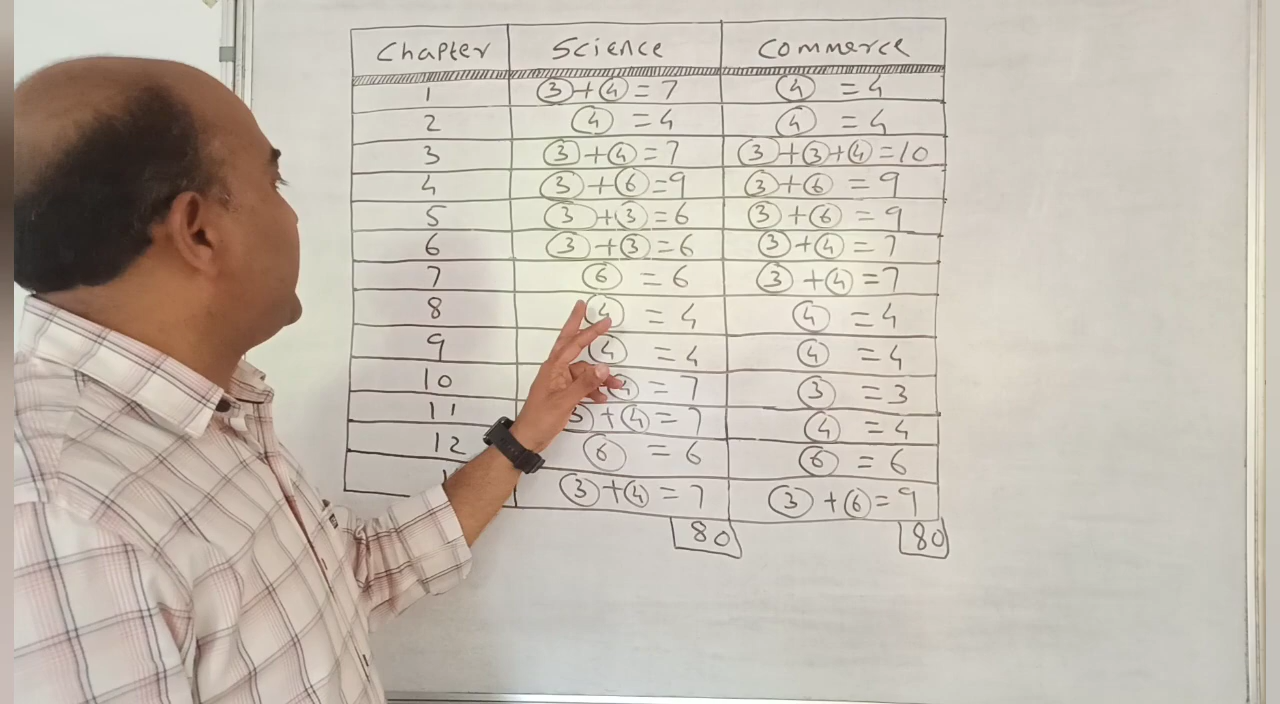 Chapter Science Commerce
1 3+4=7 4 =4
2 4 =4 4 =4
3 3+4=7 3+3+4=10
4 3+6=9 3+6 =9
5 3+3=6 3+6 =9
6 3+3=6 3+4=7
7 6 =6 3+4=7
8 4 =4 4 =4
9 4 =4 4 =4
10 4 =7 3 =3
11 3+4=7 4 =4
12 6 =6 6 =6
3+4=7 3+6=9
80 80